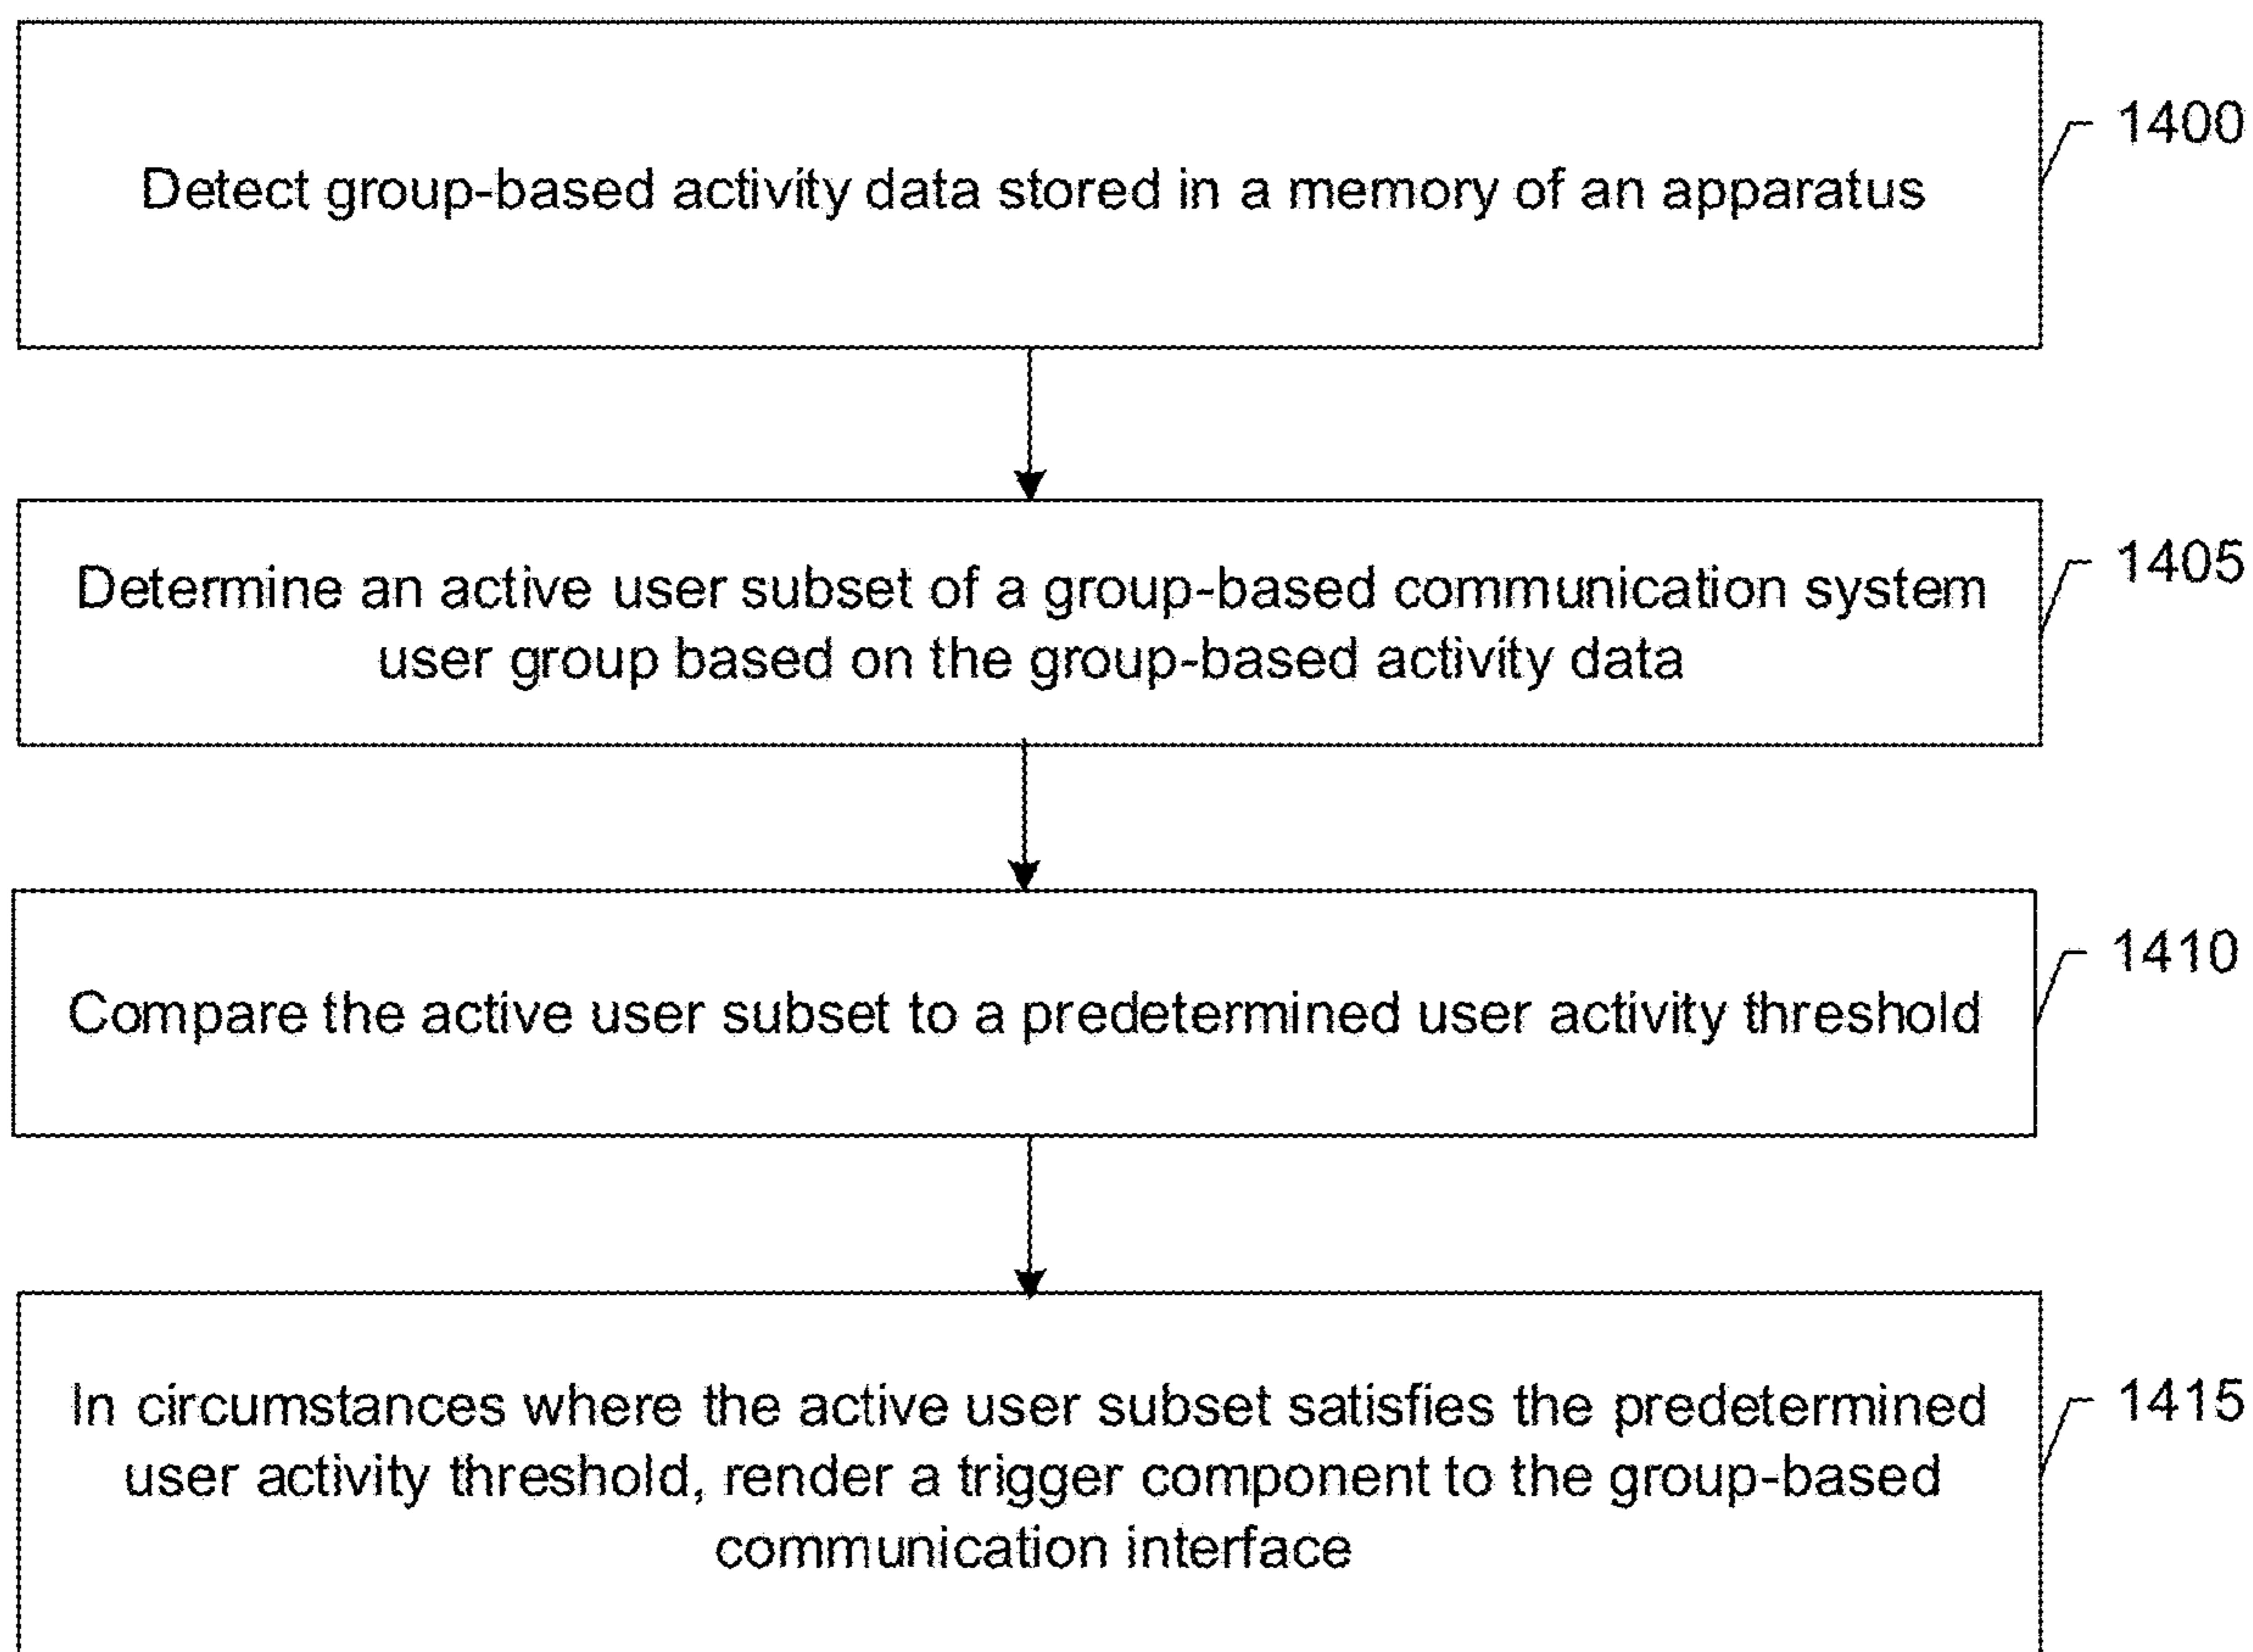 1400
Detect group-based activity data stored in a memory of an apparatus
1405
Determine an active user subset of a group-based communication system
user group based on the group-based activity data
1410
Compare the active user subset to a predetermined user activity threshold
1415
In circumstances where the active user subset satisfies the predetermined
user activity threshold, render a trigger component to the group-based
communication interface